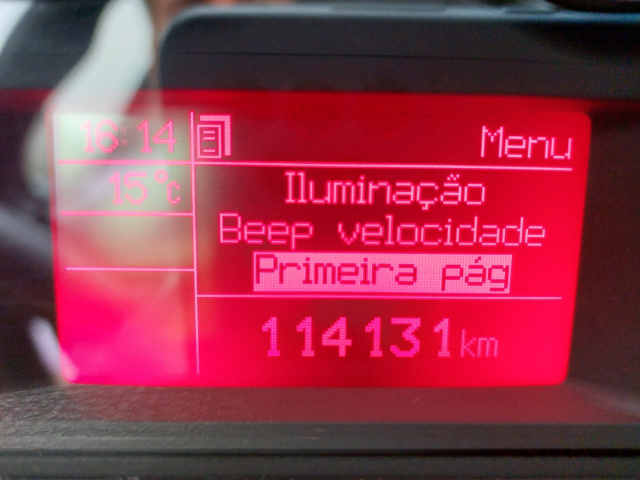 16:14
Menu
15°c
Iluminação
Beep velocidade
Primeira pág
114131km